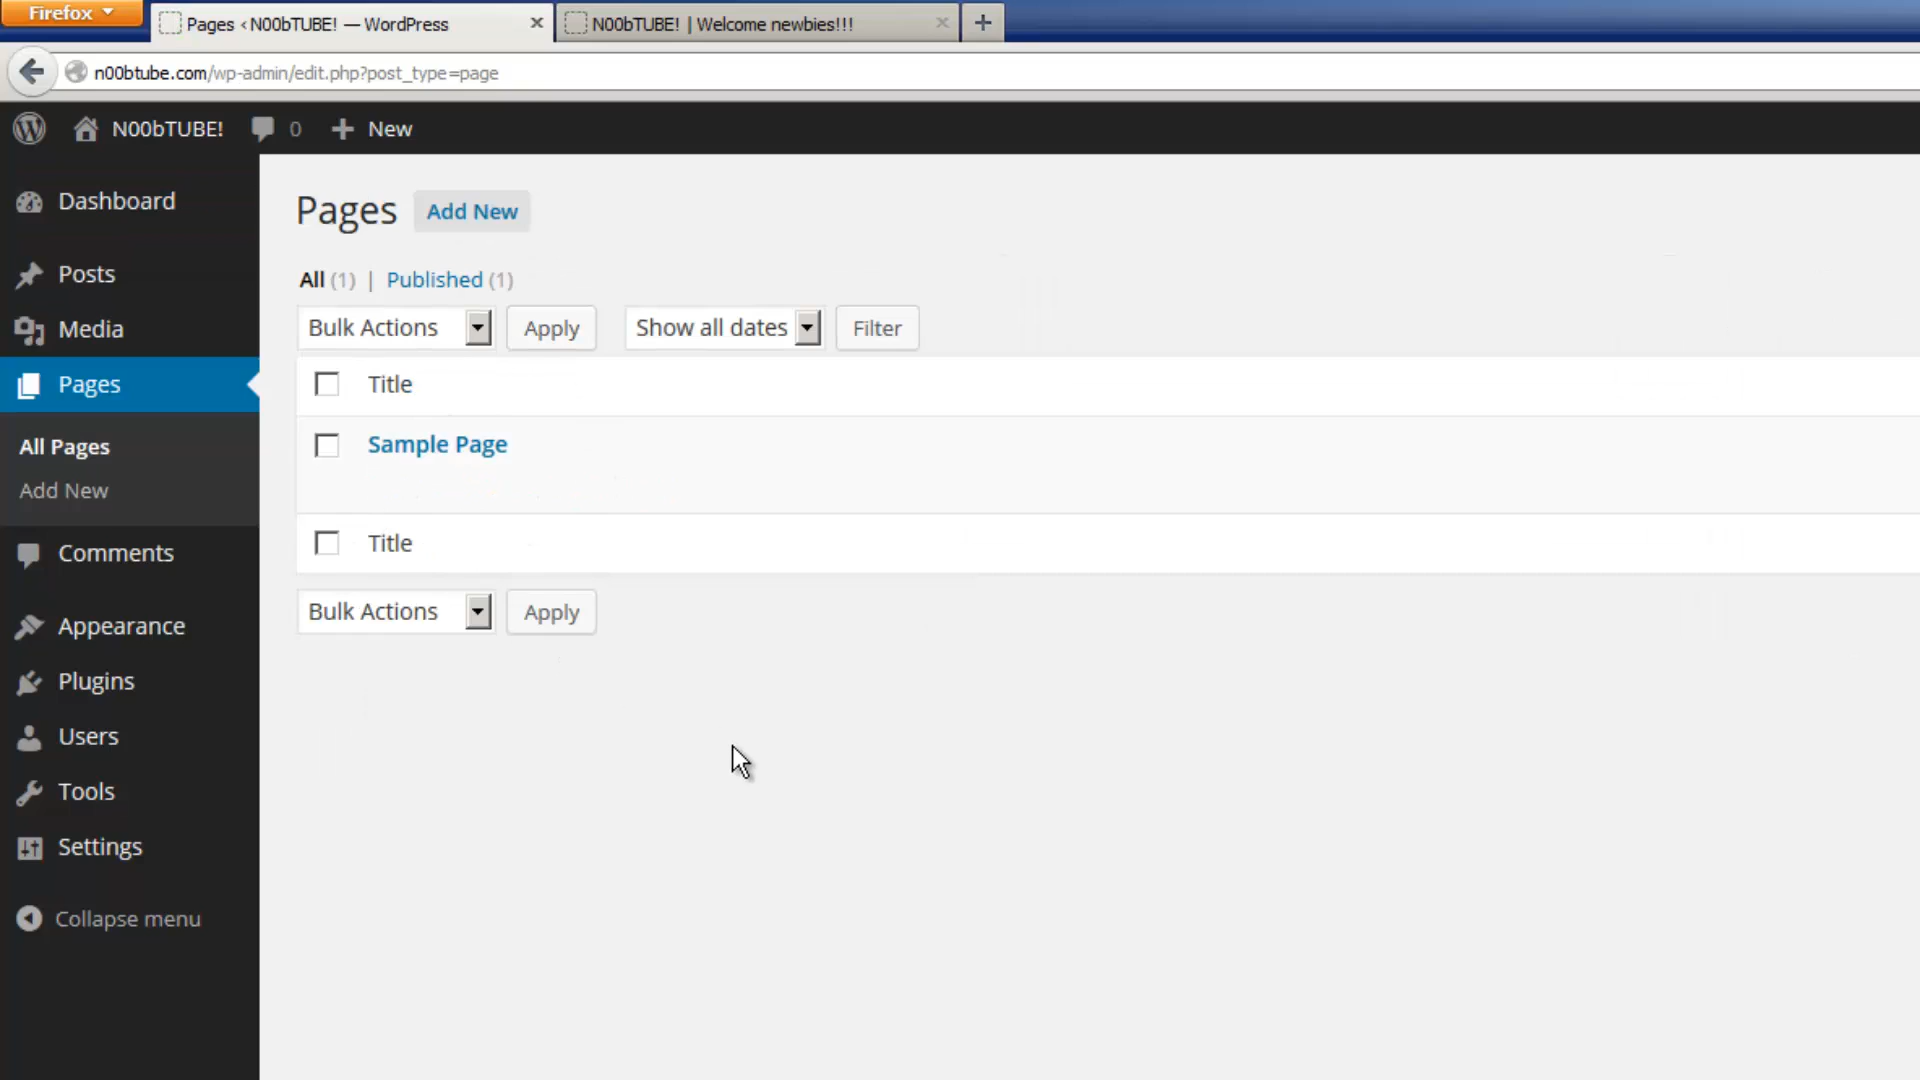 Firefox
Pages ‹ N00bTUBE! — WordPress
N00bTUBE! | Welcome newbies!!!
n00btube.com/wp-admin/edit.php?post_type=page
N00bTUBE! 0 New
Dashboard
Posts
Media
Pages
All Pages
Add New
Comments
Appearance
Plugins
Users
Tools
Settings
Collapse menu
Pages Add New
All (1) | Published (1)
Bulk Actions Apply Show all dates Filter
Title
Sample Page
Title
Bulk Actions Apply